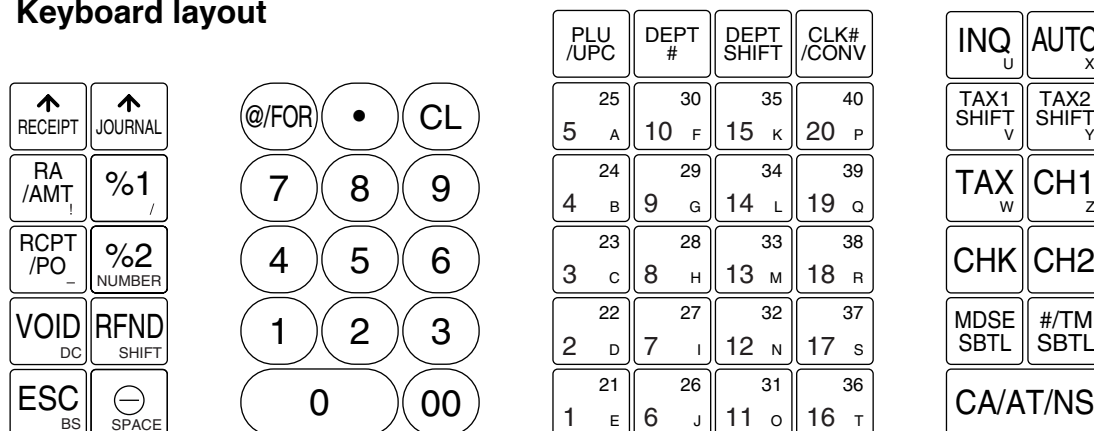 Keyboard layout
RECEIPT
JOURNAL
RA
/AMT
!
%1
/
RCPT
/PO
_
%2
NUMBER
VOID
DC
RFND
SHIFT
ESC
BS
⊖
SPACE
@/FOR
•
CL
7
8
9
4
5
6
1
2
3
0
00
PLU
/UPC
DEPT
#
DEPT
SHIFT
CLK#
/CONV
25
5 A
30
10 F
35
15 K
40
20 P
24
4 B
29
9 G
34
14 L
39
19 Q
23
3 C
28
8 H
33
13 M
38
18 R
22
2 D
27
7 I
32
12 N
37
17 S
21
1 E
26
6 J
31
11 O
36
16 T
INQ
U
AUTO
X
TAX1
SHIFT
V
TAX2
SHIFT
Y
TAX
W
CH1
Z
CHK
CH2
MDSE
SBTL
#/TM
SBTL
CA/AT/NS